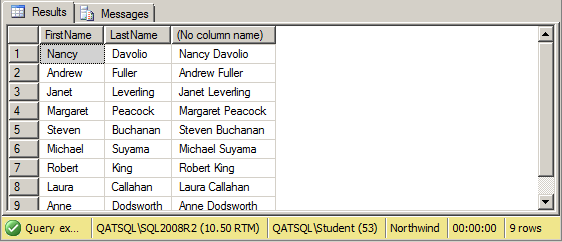 Results Messages
FirstName LastName (No column name)
1 Nancy Davolio Nancy Davolio
2 Andrew Fuller Andrew Fuller
3 Janet Leverling Janet Leverling
4 Margaret Peacock Margaret Peacock
5 Steven Buchanan Steven Buchanan
6 Michael Suyama Michael Suyama
7 Robert King Robert King
8 Laura Callahan Laura Callahan
9 Anne Dodsworth Anne Dodsworth
Query ex... QATSQL\SQL2008R2 (10.50 RTM) QATSQL\Student (53) Northwind 00:00:00 9 rows